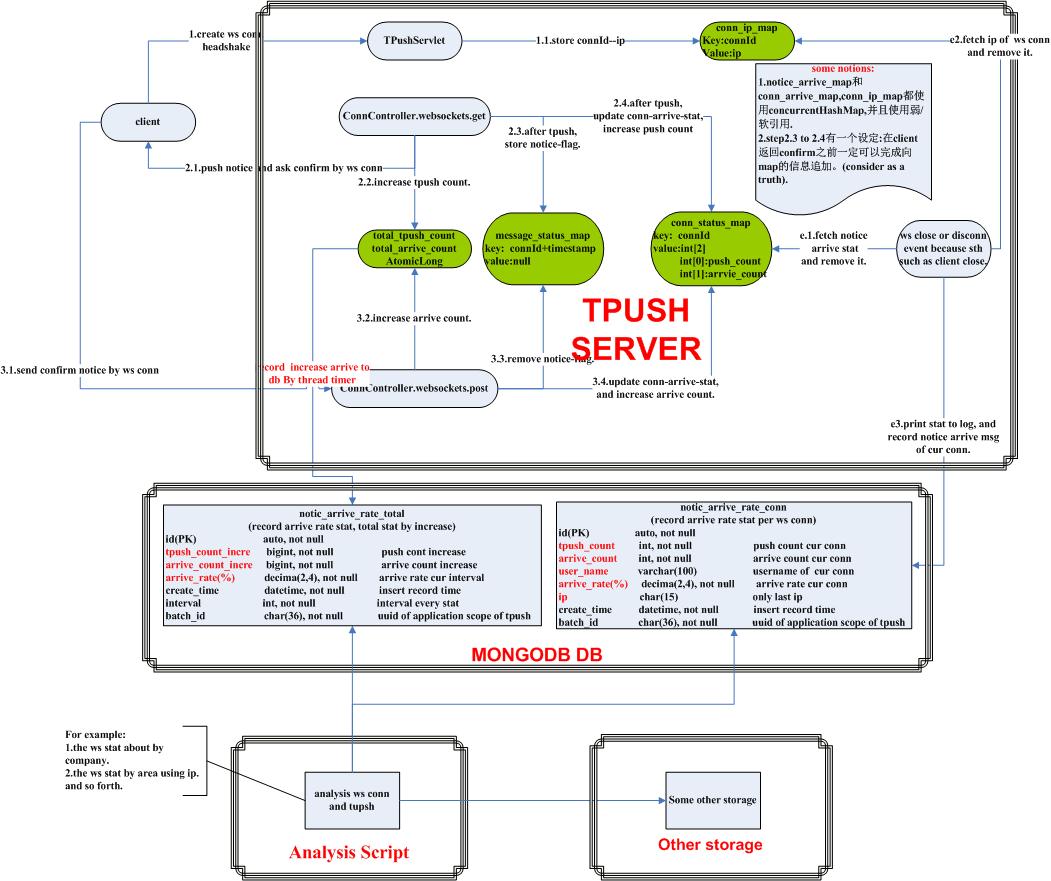 1.create ws conn
headshake
TPushServlet
1.1.store connId--ip
conn_ip_map
Key:connId
Value:ip
e2.fetch ip of ws conn
and remove it.
some notions:
1.notice_arrive_map和
conn_arrive_map,conn_ip_map都使
用concurrentHashMap,并且使用弱/
软引用.
2.step2.3 to 2.4有一个设定:在client
返回confirm之前一定可以完成向
map的信息追加。(consider as a
truth).
client
ConnController.websockets.get
2.4.after tpush,
update conn-arrive-stat,
increase push count
2.3.after tpush,
store notice-flag.
2.1.push notice and ask confirm by ws conn
2.2.increase tpush count.
total_tpush_count
total_arrive_count
AtomicLong
message_status_map
key: connId+timestamp
value:null
conn_status_map
key: connId
value:int[2]
int[0]:push_count
int[1]:arrvie_count
e.1.fetch notice
arrive stat
and remove it.
ws close or disconn
event because sth
such as client close.
TPUSH
SERVER
3.2.increase arrive count.
3.3.remove notice-flag.
3.1.send confirm notice by ws conn
record increase arrive to
db By thread timer
ConnController.websockets.post
3.4.update conn-arrive-stat,
and increase arrive count.
e3.print stat to log, and
record notice arrive msg
of cur conn.
notic_arrive_rate_total
(record arrive rate stat, total stat by increase)
id(PK) auto, not null
tpush_count_incre bigint, not null push cont increase
arrive_count_incre bigint, not null arrive count increase
arrive_rate(%) decima(2,4), not null arrive rate cur interval
create_time datetime, not null insert record time
interval int, not null interval every stat
batch_id char(36), not null uuid of application scope of tpush
notic_arrive_rate_conn
(record arrive rate stat per ws conn)
id(PK) auto, not null
tpush_count int, not null push count cur conn
arrive_count int, not null arrive count cur conn
user_name varchar(100) username of cur conn
arrive_rate(%) decima(2,4), not null arrive rate cur conn
ip char(15) only last ip
create_time datetime, not null insert record time
batch_id char(36), not null uuid of application scope of tpush
MONGODB DB
For example:
1.the ws stat about by
company.
2.the ws stat by area using ip.
and so forth.
analysis ws conn
and tupsh
Analysis Script
Some other storage
Other storage